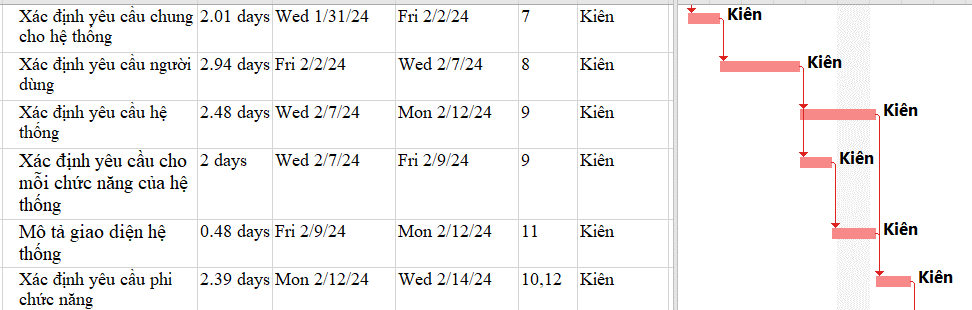 Xác định yêu cầu chung 2.01 days Wed 1/31/24 Fri 2/2/24 7 Kiên Kiên
cho hệ thống
Xác định yêu cầu người 2.94 days Fri 2/2/24 Wed 2/7/24 8 Kiên Kiên
dùng
Xác định yêu cầu hệ 2.48 days Wed 2/7/24 Mon 2/12/24 9 Kiên Kiên
thống
Xác định yêu cầu cho 2 days Wed 2/7/24 Fri 2/9/24 9 Kiên Kiên
mỗi chức năng của hệ
thống
Mô tả giao diện hệ 0.48 days Fri 2/9/24 Mon 2/12/24 11 Kiên Kiên
thống
Xác định yêu cầu phi 2.39 days Mon 2/12/24 Wed 2/14/24 10,12 Kiên Kiên
chức năng